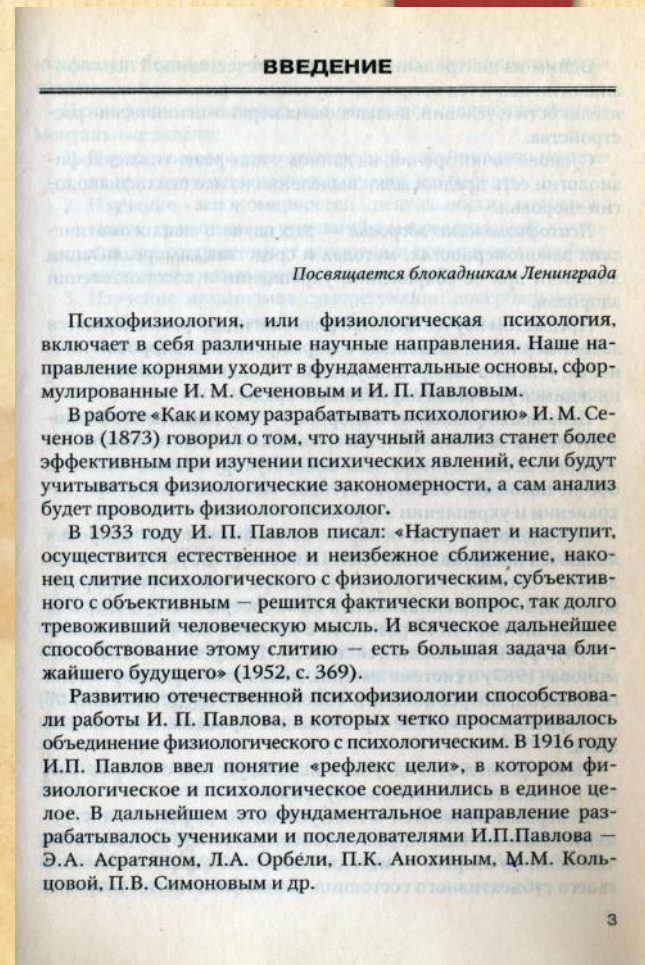 ВВЕДЕНИЕ
Посвящается блокадникам Ленинграда
Психофизиология, или физиологическая психология,
включает в себя различные научные направления. Наше на-
правление корнями уходит в фундаментальные основы, сфор-
мулированные И. М. Сеченовым и И. П. Павловым.
В работе «Как и кому разрабатывать психологию» И. М. Се-
ченов (1873) говорил о том, что научный анализ станет более
эффективным при изучении психических явлений, если будут
учитываться физиологические закономерности, а сам анализ
будет проводить физиологопсихолог.
В 1933 году И. П. Павлов писал: «Наступает и наступит,
осуществится естественное и неизбежное сближение, нако-
нец слитие психологического с физиологическим, субъектив-
ного с объективным — решится фактически вопрос, так долго
тревоживший человеческую мысль. И всяческое дальнейшее
способствование этому слитию — есть большая задача бли-
жайшего будущего» (1952, с. 369).
Развитию отечественной психофизиологии способствова-
ли работы И. П. Павлова, в которых четко просматривалось
объединение физиологического с психологическим. В 1916 году
И.П. Павлов ввел понятие «рефлекс цели», в котором фи-
зиологическое и психологическое соединились в единое це-
лое. В дальнейшем это фундаментальное направление раз-
рабатывалось учениками и последователями И.П.Павлова —
Э.А. Асратяном, Л.А. Орбели, П.К. Анохиным, М.М. Коль-
цовой, П.В. Симоновым и др.
3